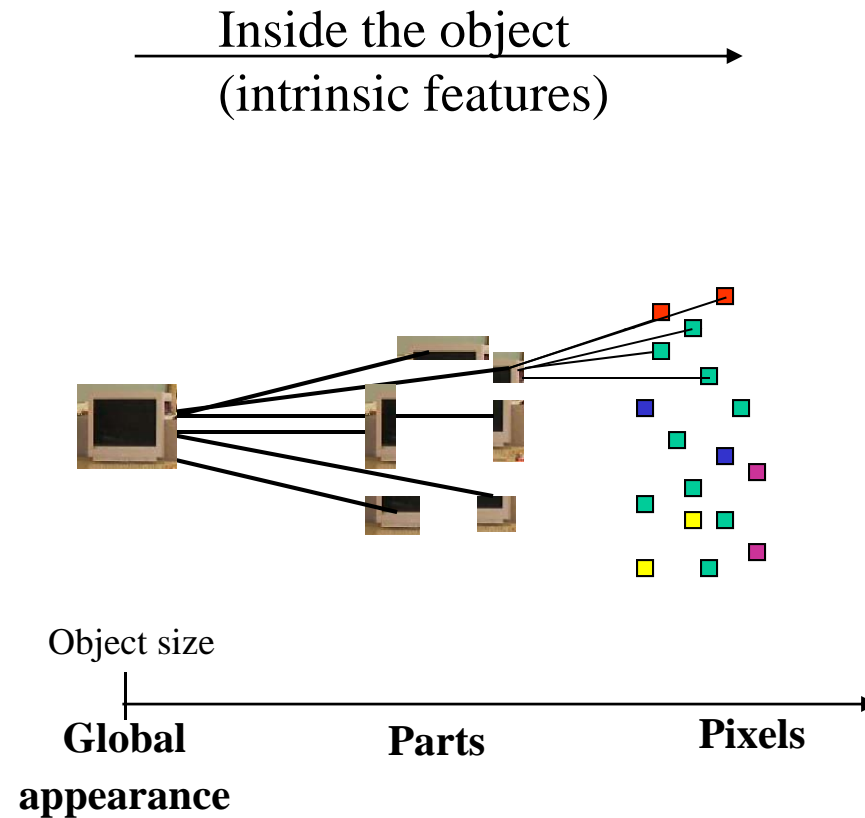 Inside the object
(intrinsic features)
Object size
Global
appearance
Parts
Pixels